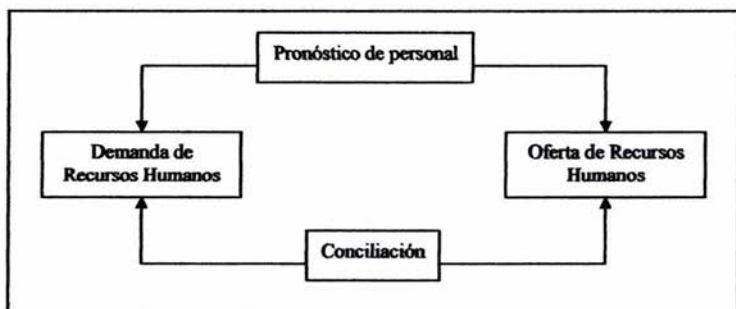 Pronóstico de personal
Demanda de
Recursos Humanos
Oferta de Recursos
Humanos
Conciliación